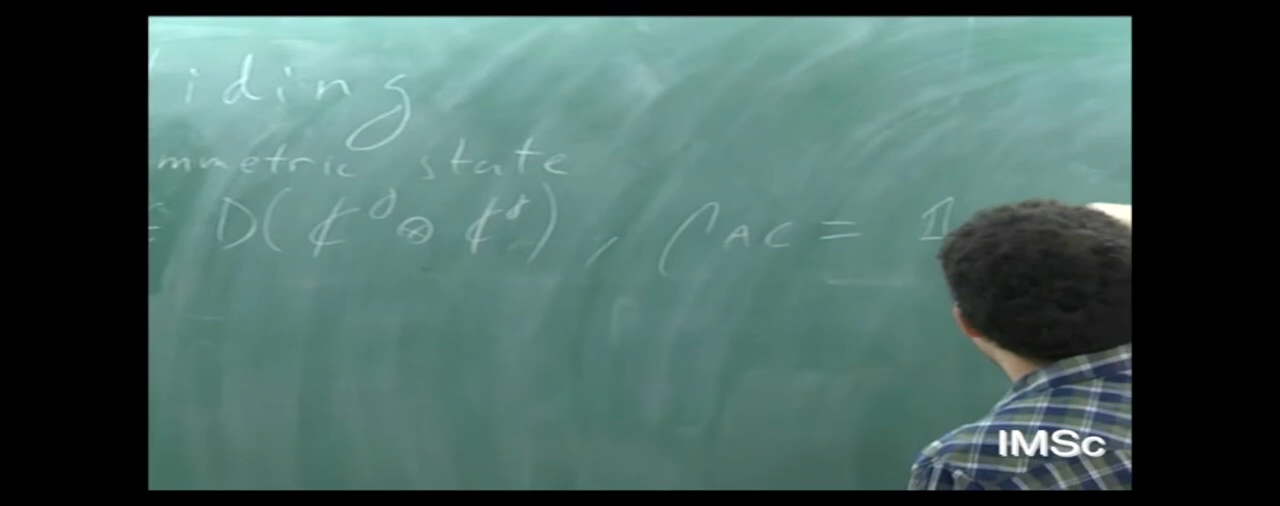 iding
mmetric state
∈ D(ℂ^d ⊗ ℂ^d), ρ_AC = 1
IMSc